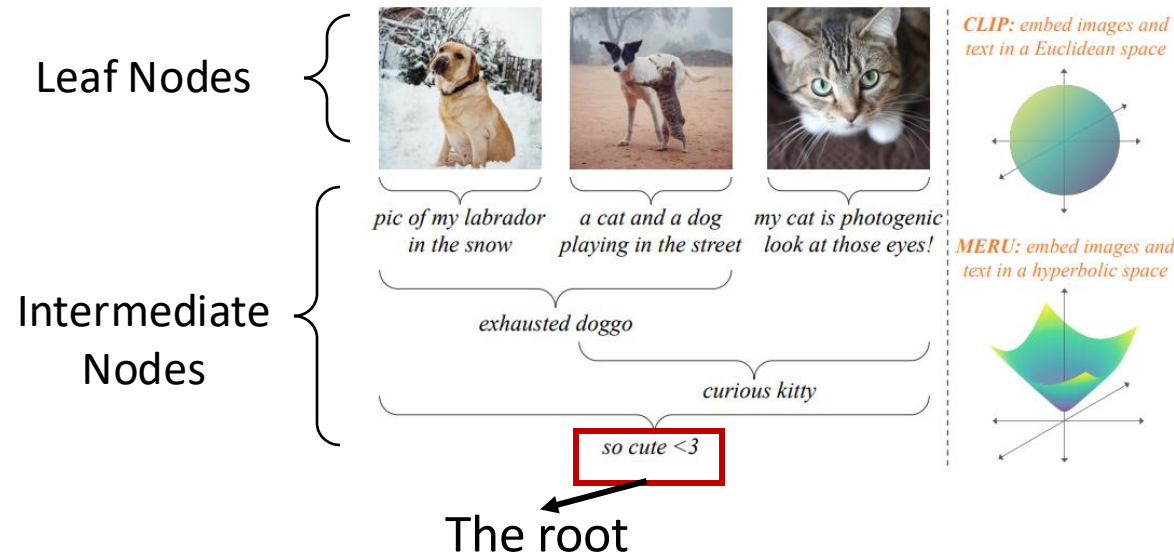 Leaf Nodes
pic of my labrador
in the snow
a cat and a dog
playing in the street
my cat is photogenic
look at those eyes!
Intermediate
Nodes
exhausted doggo
curious kitty
so cute <3
The root
CLIP: embed images and
text in a Euclidean space
MERU: embed images and
text in a hyperbolic space